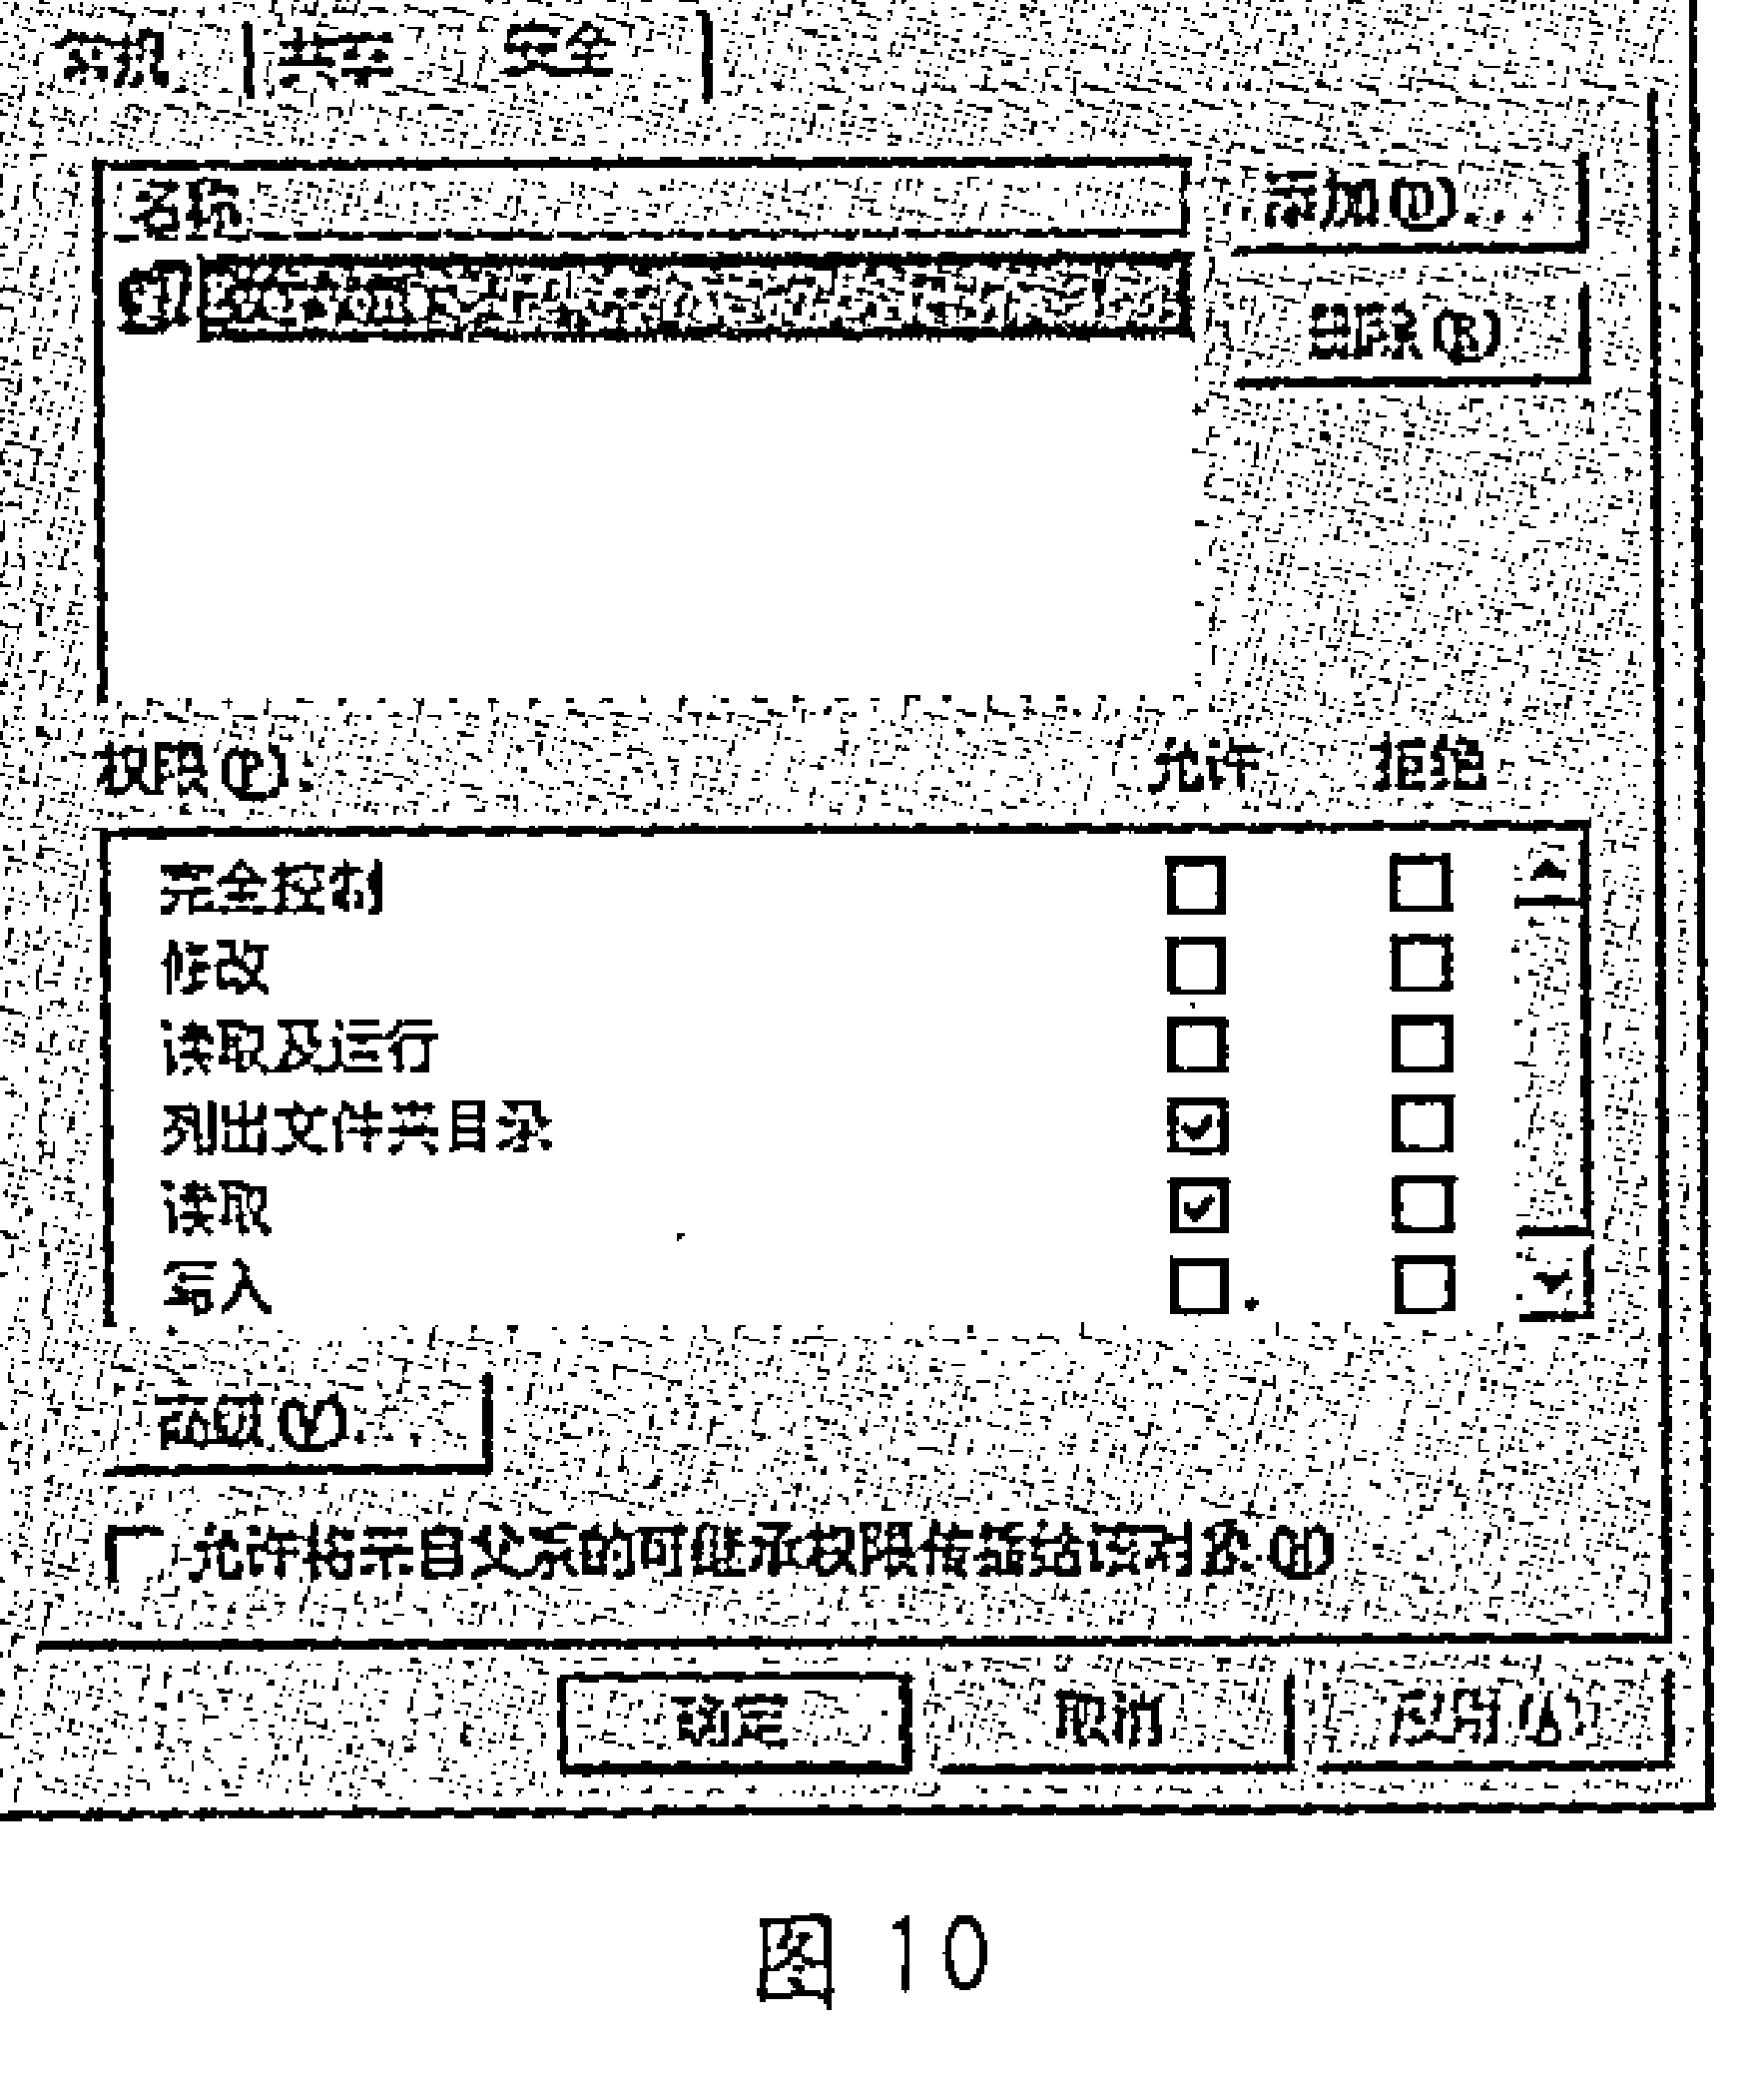 常规 共享 安全
名称 添加(D)...
删除(R)
权限(P): 允许 拒绝
完全控制
修改
读取及运行
列出文件夹目录
读取
写入
高级(V)...
允许将来自父系的可继承权限传播给该对象(H)
确定 取消 应用(A)
图 10